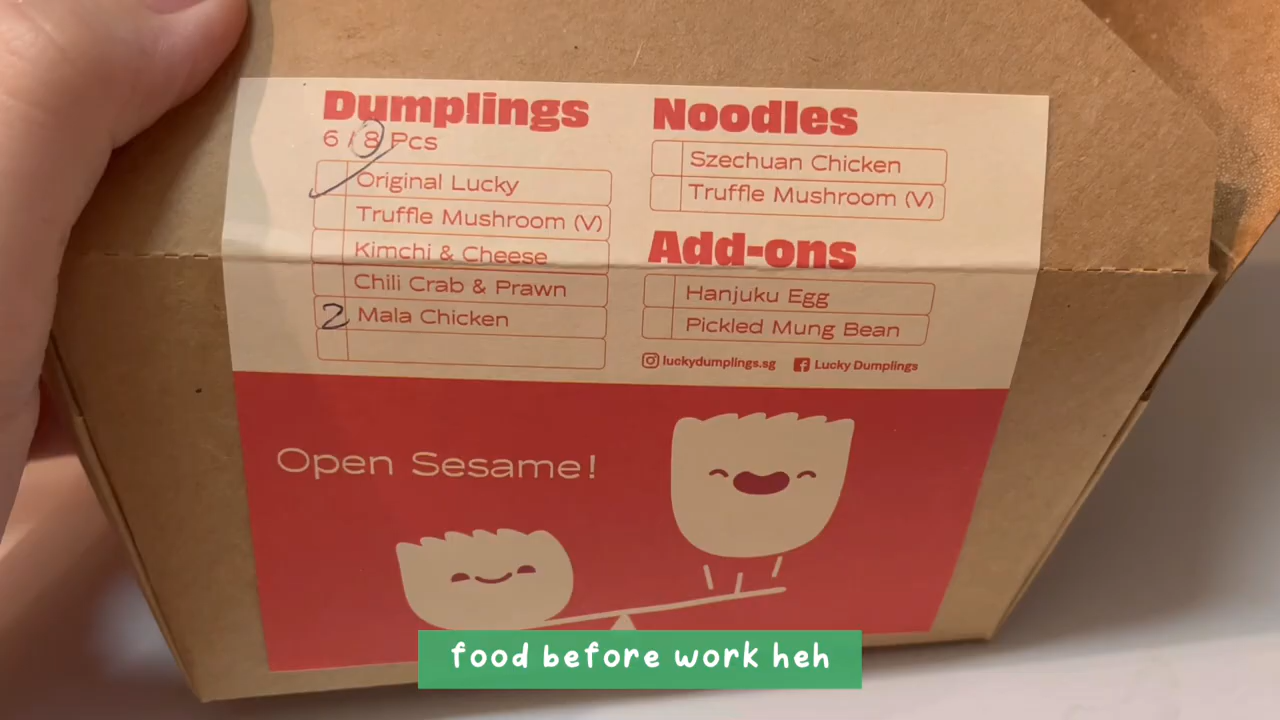 Dumplings
6 / 8 Pcs
Original Lucky
Truffle Mushroom (V)
Kimchi & Cheese
Chili Crab & Prawn
2 Mala Chicken
Noodles
Szechuan Chicken
Truffle Mushroom (V)
Add-ons
Hanjuku Egg
Pickled Mung Bean
luckydumplings.sg Lucky Dumplings
Open Sesame!
food before work heh